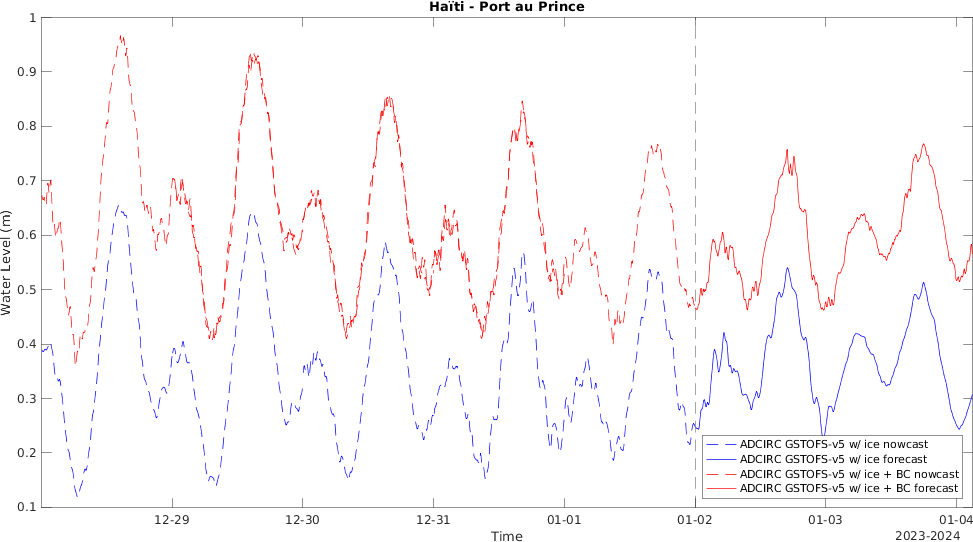 Haïti - Port au Prince
1
0.9
0.8
0.7
0.6
0.5
0.4
0.3
0.2
0.1
Water Level (m)
ADCIRC GSTOFS-v5 w/ ice nowcast
ADCIRC GSTOFS-v5 w/ ice forecast
ADCIRC GSTOFS-v5 w/ ice + BC nowcast
ADCIRC GSTOFS-v5 w/ ice + BC forecast
12-29 12-30 12-31 01-01 01-02 01-03 01-04
Time
2023-2024